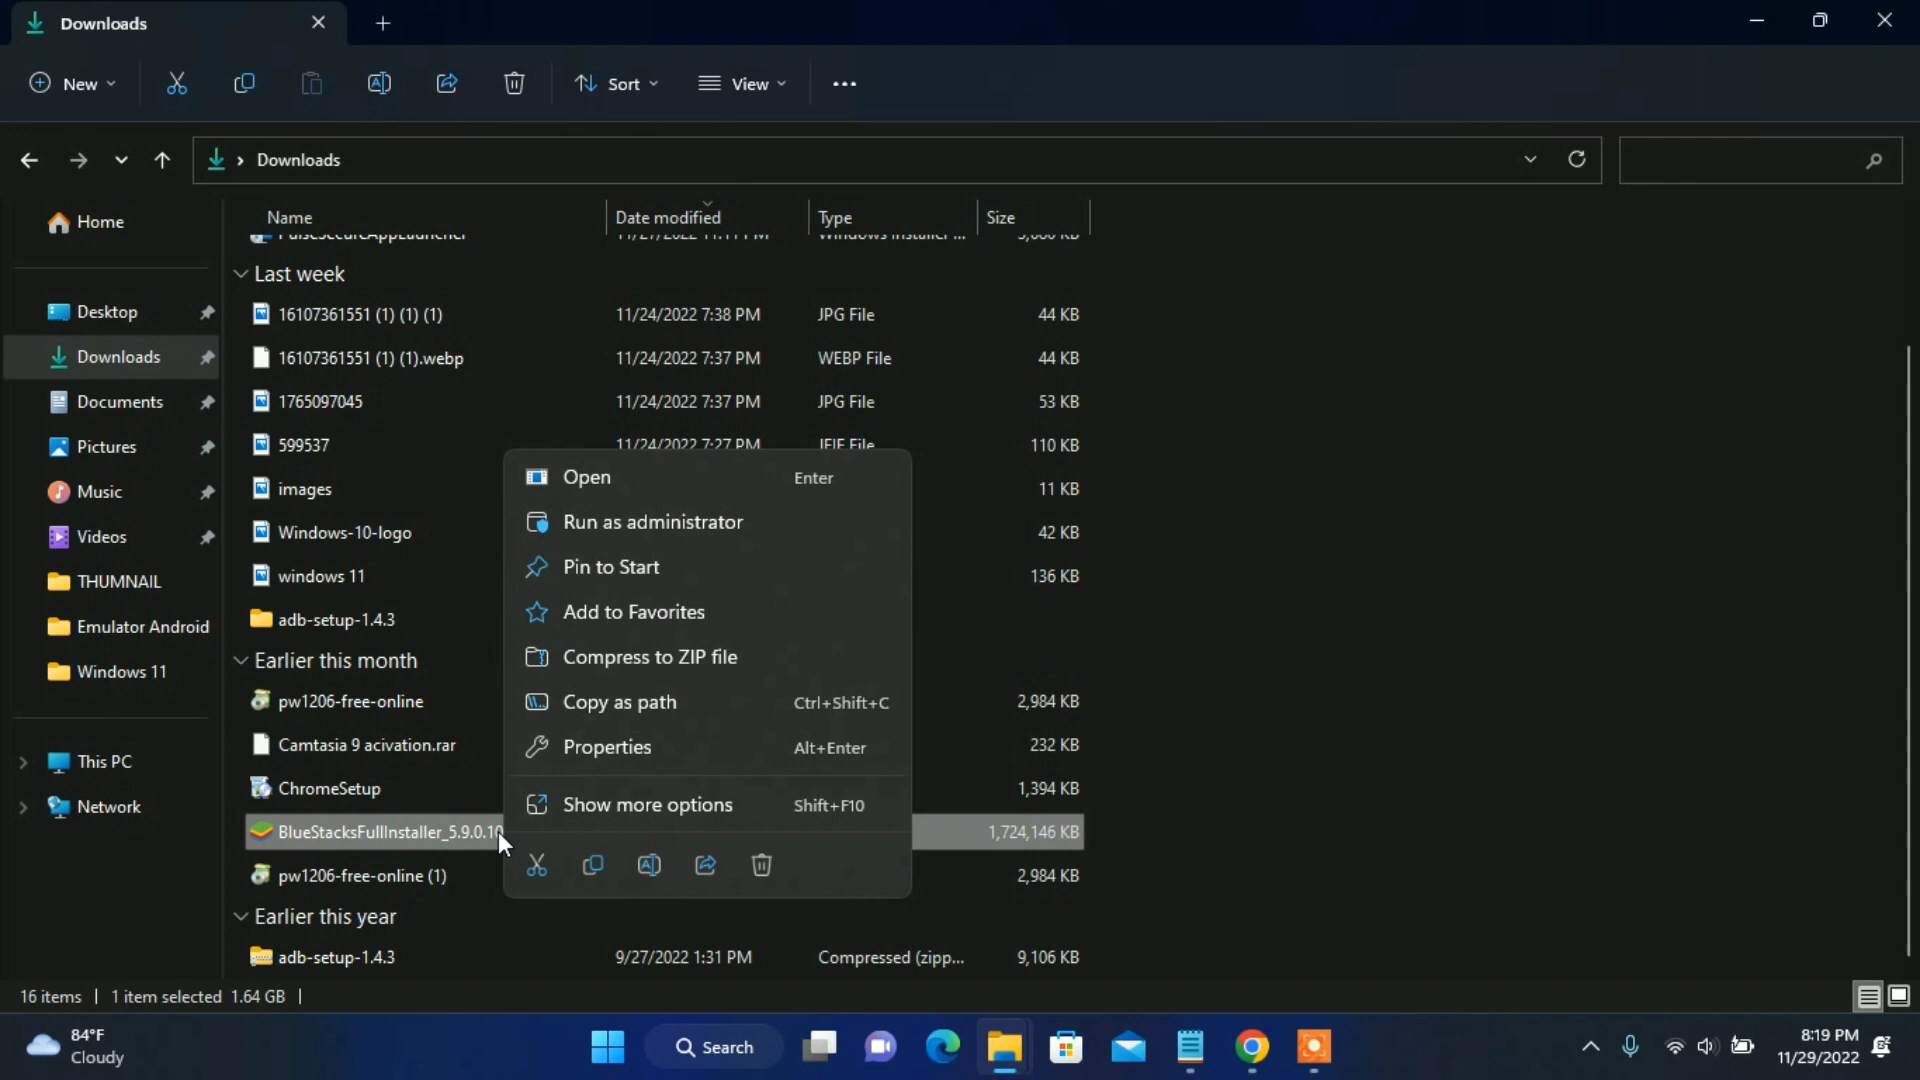 Downloads
New
Sort
View
Downloads
Home
Desktop
Downloads
Documents
Pictures
Music
Videos
THUMNAIL
Emulator Android
Windows 11
This PC
Network
Name Date modified Type Size
Last week
16107361551 (1) (1) (1) 11/24/2022 7:38 PM JPG File 44 KB
16107361551 (1) (1).webp 11/24/2022 7:37 PM WEBP File 44 KB
1765097045 11/24/2022 7:37 PM JPG File 53 KB
599537 11/24/2022 7:27 PM JFIF File 110 KB
images 11 KB
Windows-10-logo 42 KB
windows 11 136 KB
adb-setup-1.4.3
Earlier this month
pw1206-free-online 2,984 KB
Camtasia 9 acivation.rar 232 KB
ChromeSetup 1,394 KB
BlueStacksFullInstaller_5.9.0.10 1,724,146 KB
pw1206-free-online (1) 2,984 KB
Earlier this year
adb-setup-1.4.3 9/27/2022 1:31 PM Compressed (zipp... 9,106 KB
Open Enter
Run as administrator
Pin to Start
Add to Favorites
Compress to ZIP file
Copy as path Ctrl+Shift+C
Properties Alt+Enter
Show more options Shift+F10
16 items 1 item selected 1.64 GB
84°F
Cloudy
Search
8:19 PM
11/29/2022